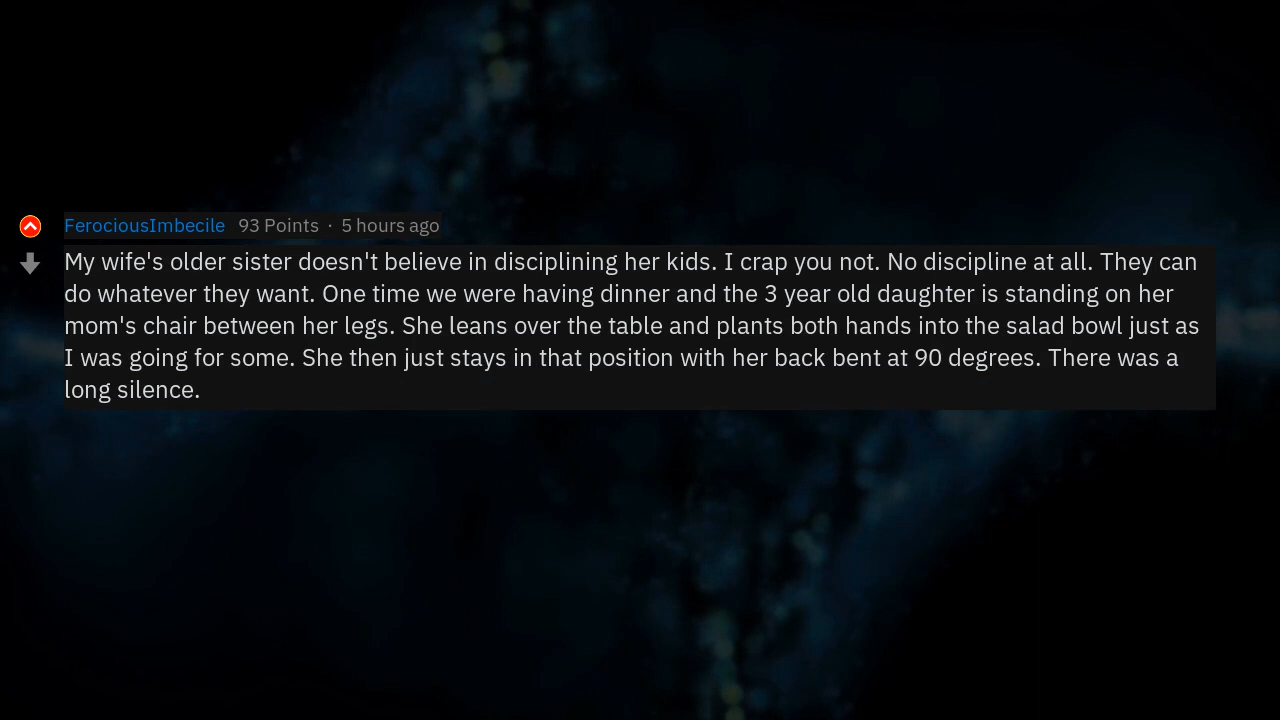 FerociousImbecile 93 Points · 5 hours ago
My wife's older sister doesn't believe in disciplining her kids. I crap you not. No discipline at all. They can
do whatever they want. One time we were having dinner and the 3 year old daughter is standing on her
mom's chair between her legs. She leans over the table and plants both hands into the salad bowl just as
I was going for some. She then just stays in that position with her back bent at 90 degrees. There was a
long silence.